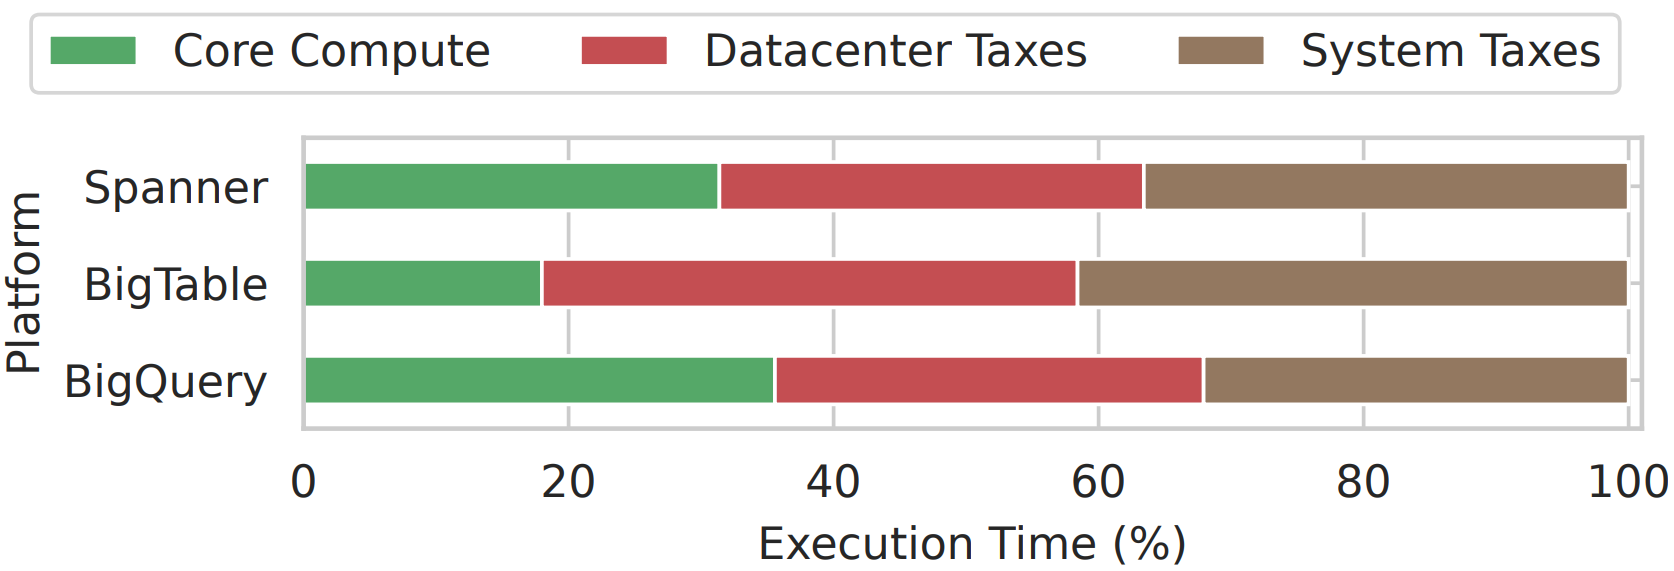 Core Compute Datacenter Taxes System Taxes
Platform
Spanner
BigTable
BigQuery
0 20 40 60 80 100
Execution Time (%)